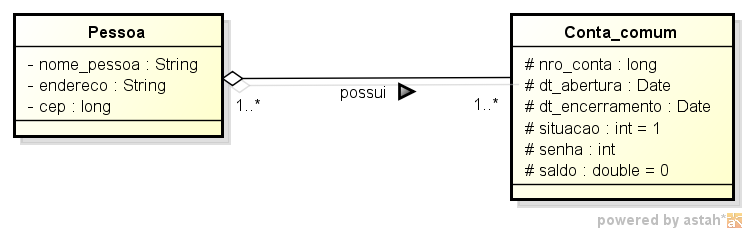 Pessoa
- nome_pessoa : String
- endereco : String
- cep : long
1..*
possui
1..*
Conta_comum
# nro_conta : long
# dt_abertura : Date
# dt_encerramento : Date
# situacao : int = 1
# senha : int
# saldo : double = 0
powered by astah*